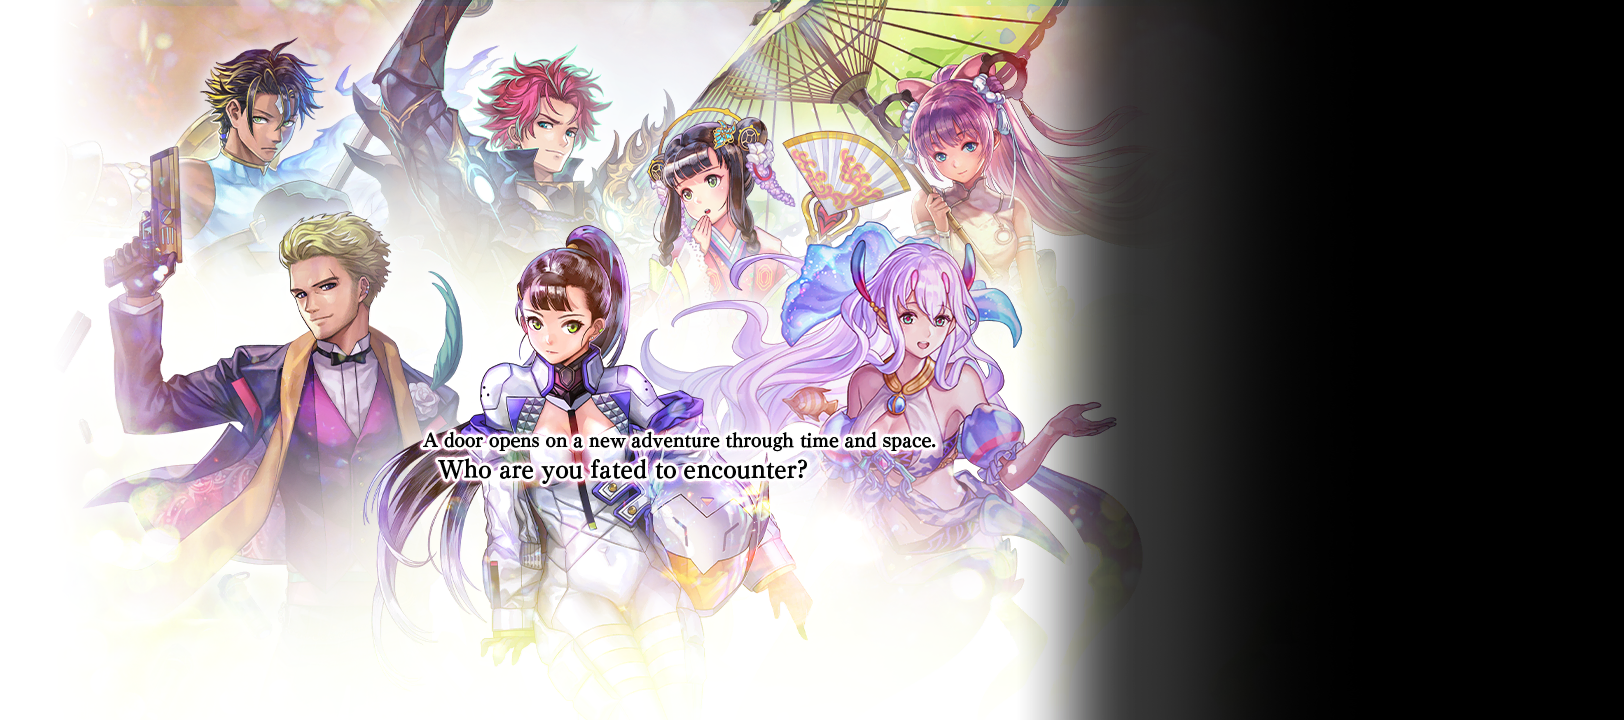 A door opens on a new adventure through time and space.
Who are you fated to encounter?